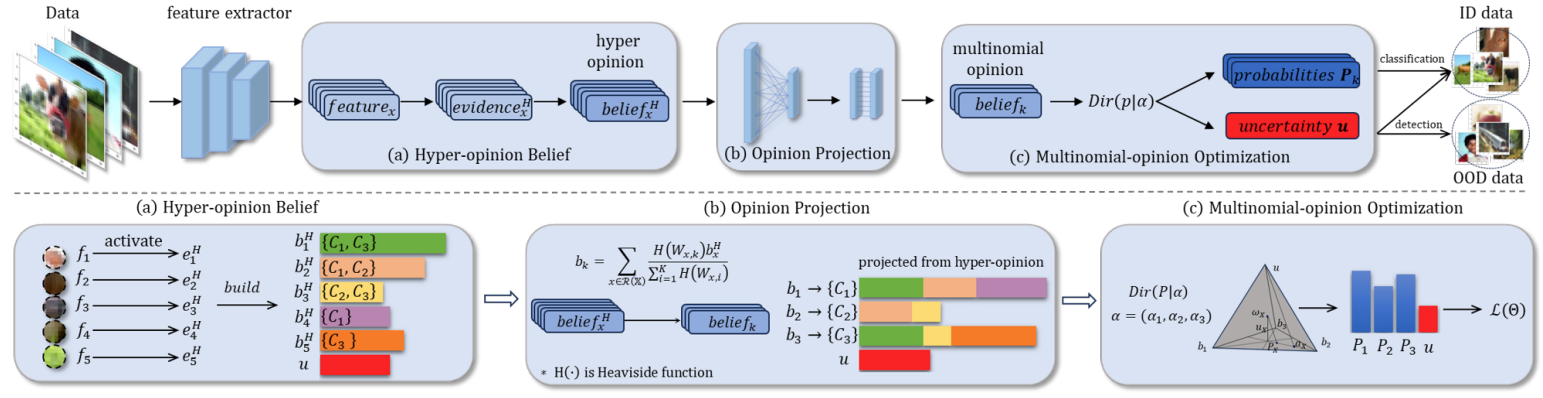 Data
feature extractor
feature_x
evidence_x^H
hyper
opinion
belief_x^H
(a) Hyper-opinion Belief
(b) Opinion Projection
multinomial
opinion
belief_k
Dir(p|α)
probabilities P_k
uncertainty u
(c) Multinomial-opinion Optimization
classification
detection
ID data
OOD data
(a) Hyper-opinion Belief
f_1 activate e_1^H
f_2 e_2^H
f_3 e_3^H
f_4 e_4^H
f_5 e_5^H
build
b_1^H {C_1, C_3}
b_2^H {C_1, C_2}
b_3^H {C_2, C_3}
b_4^H {C_1}
b_5^H {C_3 }
u
(b) Opinion Projection
b_k = ∑_{x∈ℛ(𝕏)} H(W_{x,k})b_x^H / ∑_{i=1}^K H(W_{x,i})
belief_x^H
belief_k
* H(·) is Heaviside function
projected from hyper-opinion
b_1 → {C_1}
b_2 → {C_2}
b_3 → {C_3}
u
(c) Multinomial-opinion Optimization
Dir(P|α)
α = (α_1, α_2, α_3)
u
ω_X
u_X
b_3
P_X
a_X
b_1
b_2
P_1 P_2 P_3 u
ℒ(Θ)